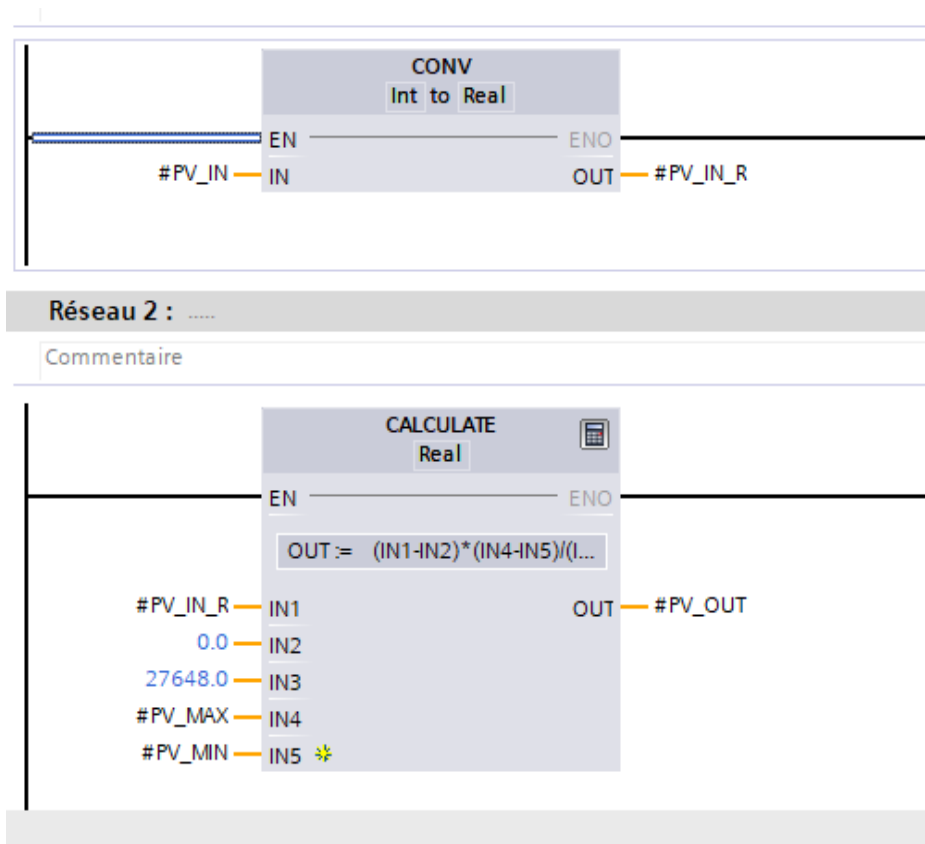 CONV
Int to Real
EN ENO
#PV_IN IN OUT #PV_IN_R
Réseau 2 : .....
Commentaire
CALCULATE
Real
EN ENO
OUT := (IN1-IN2)*(IN4-IN5)/(I...
#PV_IN_R IN1 OUT #PV_OUT
0.0 IN2
27648.0 IN3
#PV_MAX IN4
#PV_MIN IN5